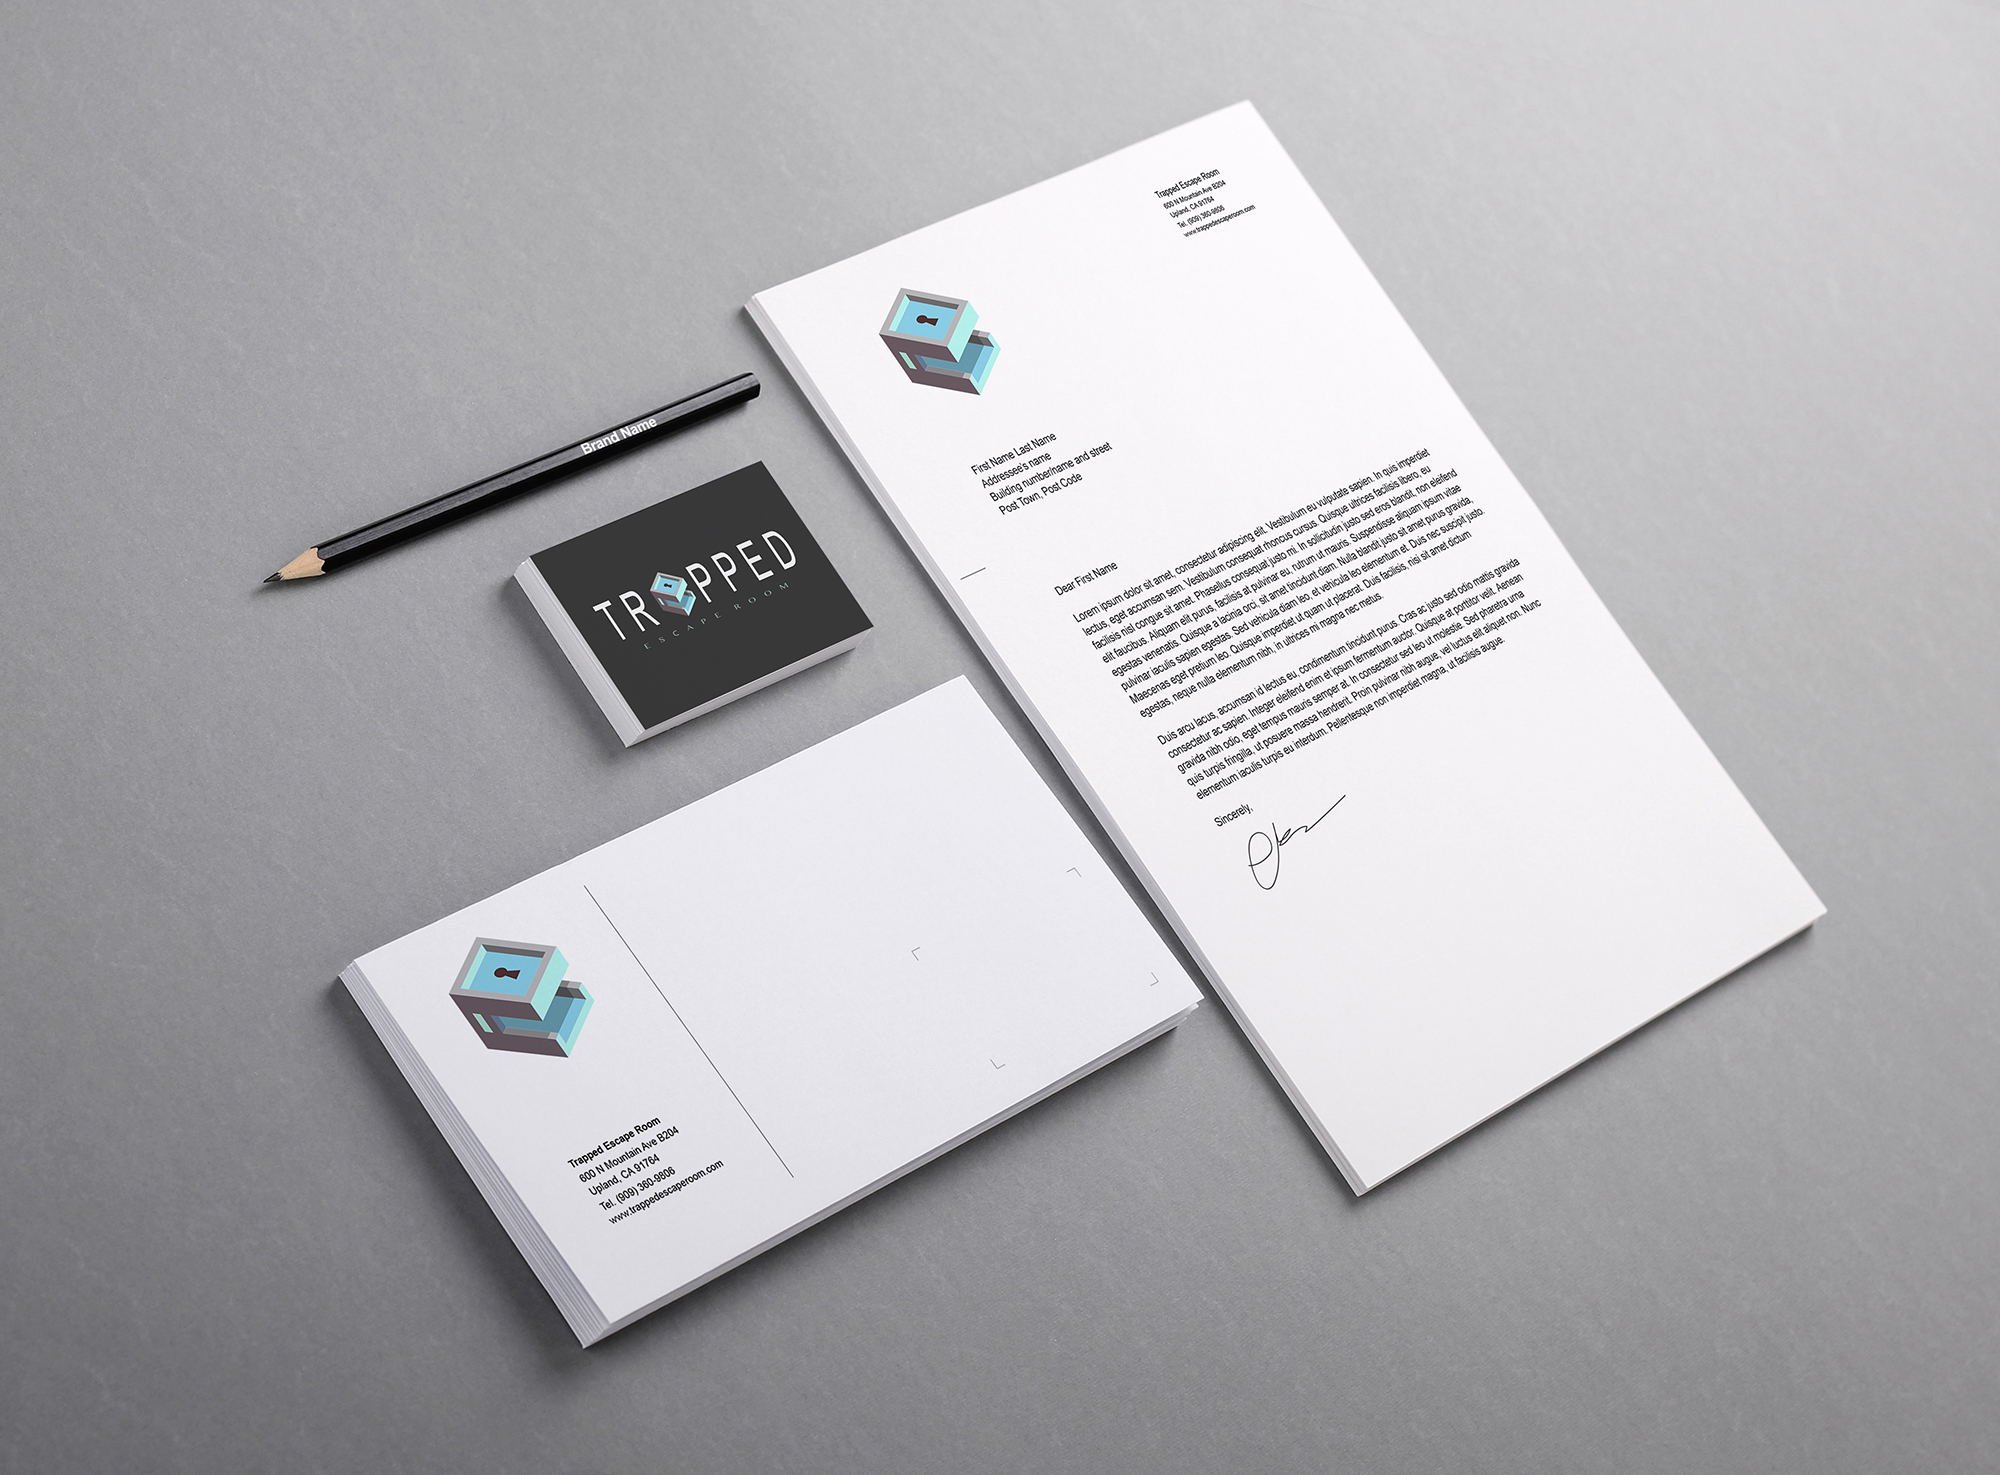 Trapped Escape Room
600 N Mountain Ave B204
Upland, CA 91764
Tel. (909) 360-9806
www.trappedescaperoom.com
First Name Last Name
Addressee's name
Building number/name and street
Post Town, Post Code
Dear First Name
Lorem ipsum dolor sit amet, consectetur adipiscing elit. Vestibulum eu vulputate sapien. In quis imperdiet
lectus, eget accumsan sem. Vestibulum consequat rhoncus cursus. Quisque ultrices facilisis libero, eu
facilisis nisl congue sit amet. Phasellus consequat justo mi. In sollicitudin justo sed eros blandit, non eleifend
elit faucibus. Aliquam elit purus, facilisis at pulvinar eu, rutrum ut mauris. Suspendisse aliquam ipsum vitae
egestas venenatis. Quisque a lacinia orci, sit amet tincidunt diam. Nulla blandit justo sit amet purus gravida,
pulvinar iaculis sapien egestas. Sed vehicula diam leo, et vehicula leo elementum et. Duis nec suscipit justo.
Maecenas eget pretium leo. Quisque imperdiet ut quam ut placerat. Duis facilisis, nisi sit amet dictum
egestas, neque nulla elementum nibh, in ultrices mi magna nec metus.
Duis arcu lacus, accumsan id lectus eu, condimentum tincidunt purus. Cras ac justo sed odio mattis gravida
consectetur ac sapien. Integer eleifend enim et ipsum fermentum auctor. Quisque at porttitor velit. Aenean
gravida nibh odio, eget tempus mauris semper at. In consectetur sed leo ut molestie. Sed pharetra urna
quis turpis fringilla, ut posuere massa hendrerit. Proin pulvinar nibh augue, vel luctus elit aliquet non. Nunc
elementum iaculis turpis eu interdum. Pellentesque non imperdiet magna, ut facilisis augue.
Sincerely,
Brand Name
TRAPPED
ESCAPE ROOM
Trapped Escape Room
600 N Mountain Ave B204
Upland, CA 91764
Tel. (909) 360-9806
www.trappedescaperoom.com